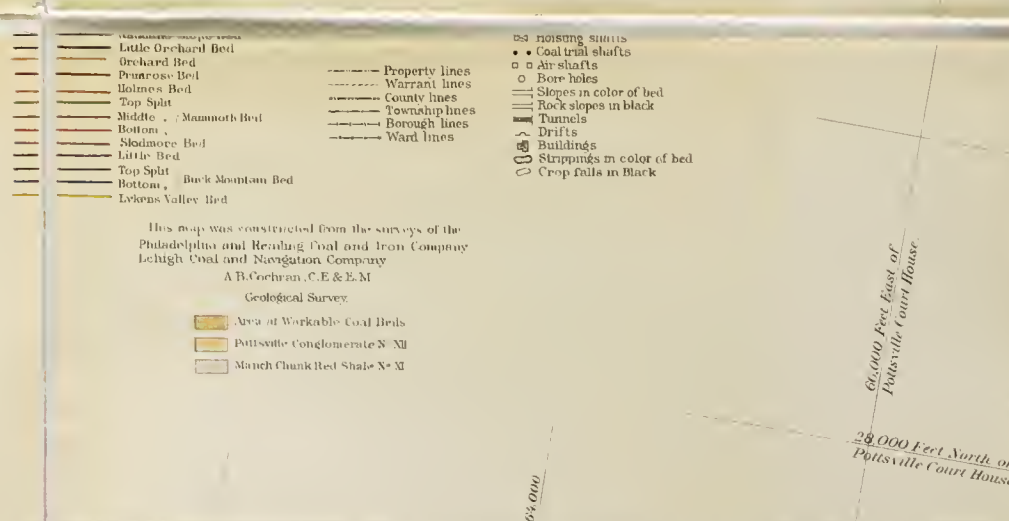 Little Orchard Bed
Orchard Bed
Primrose Bed
Holmes Bed
Top Split
Middle " Mammoth Bed
Bottom "
Skidmore Bed
Little Bed
Top Split
Bottom " Buck Mountain Bed
Lykens Valley Bed
Property lines
Warrant lines
County lines
Township lines
Borough lines
Ward lines
Hoisting shafts
Coal trial shafts
Air shafts
Bore holes
Slopes in color of bed
Rock slopes in black
Tunnels
Drifts
Buildings
Strippings in color of bed
Crop falls in Black
This map was constructed from the surveys of the
Philadelphia and Reading Coal and Iron Company
Lehigh Coal and Navigation Company
A.B. Cochran, C.E & E.M
Geological Survey.
Area of Workable Coal Beds
Pottsville Conglomerate No XII
Mauch Chunk Red Shale No XI
64,000
60,000 Feet East of
Pottsville Court House.
28,000 Feet North of
Pottsville Court House